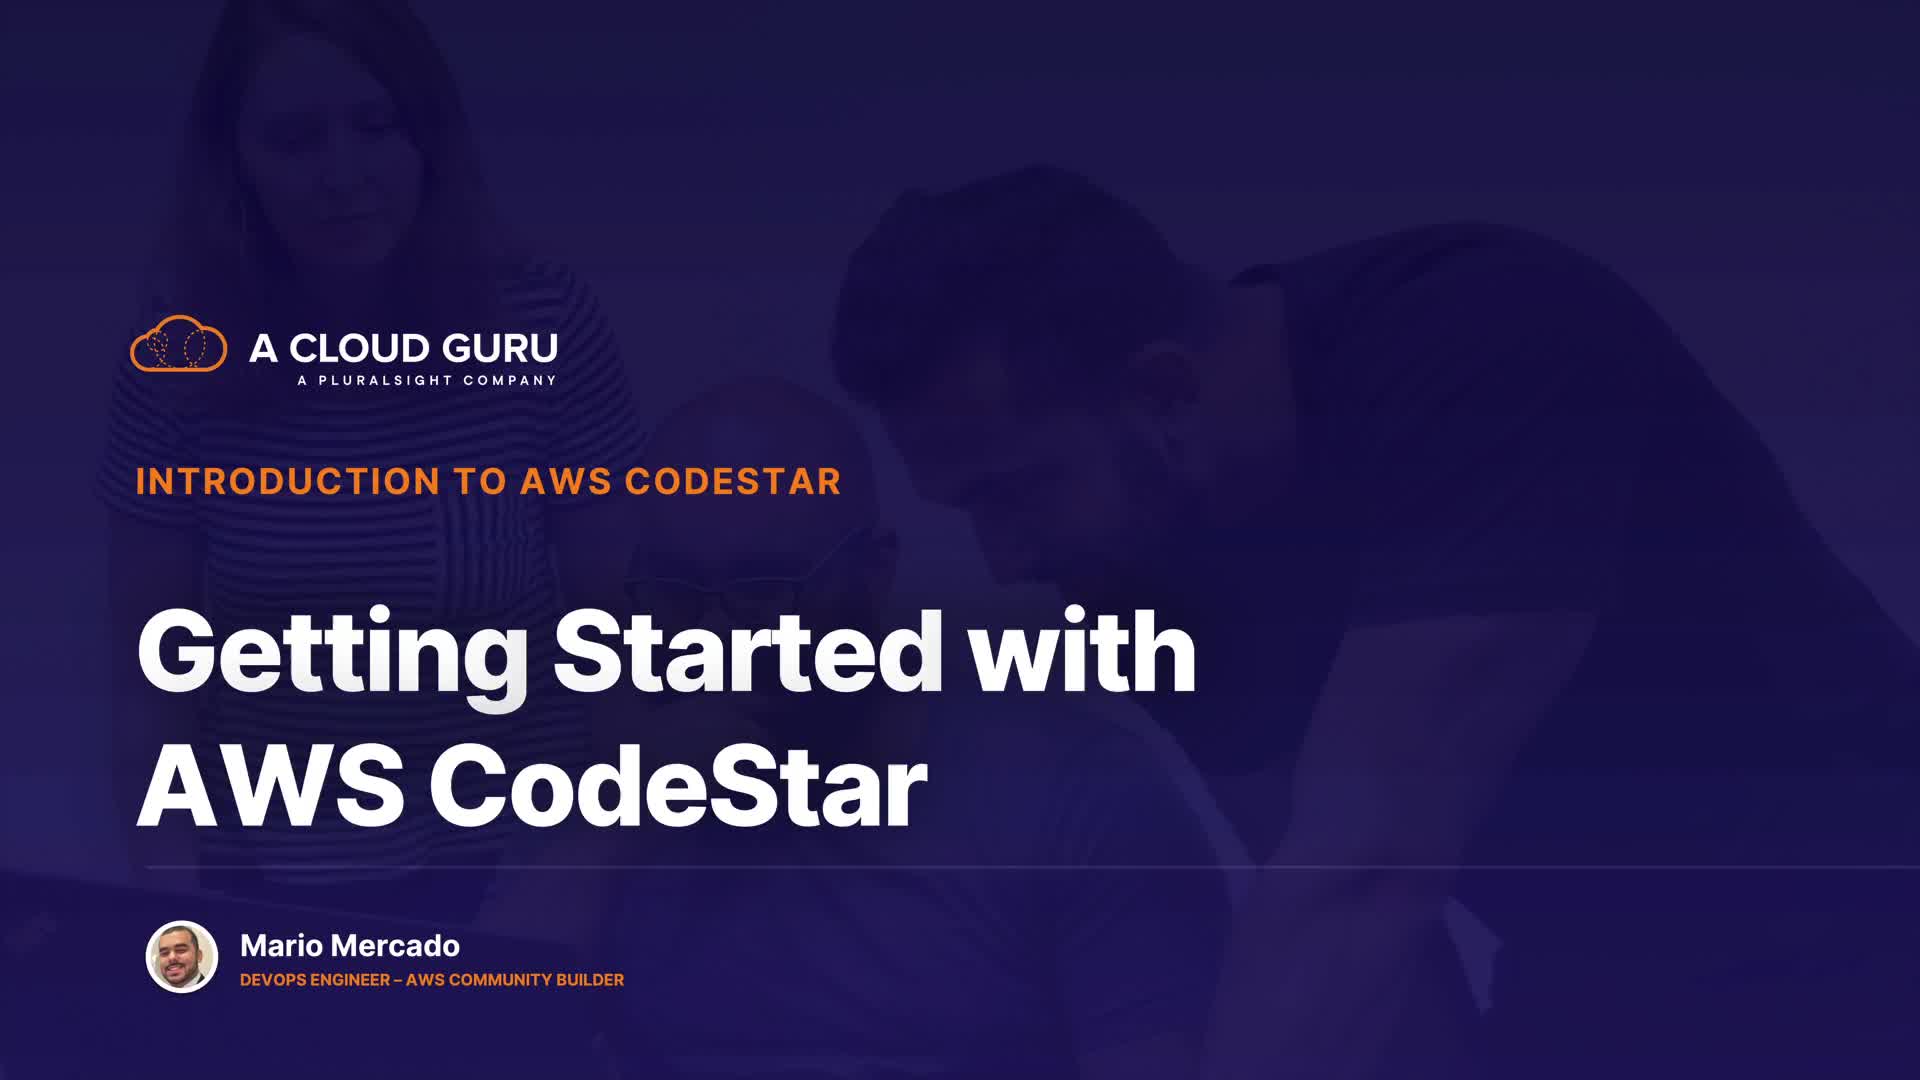 A CLOUD GURU
A PLURALSIGHT COMPANY
INTRODUCTION TO AWS CODESTAR
Getting Started with
AWS CodeStar
Mario Mercado
DEVOPS ENGINEER – AWS COMMUNITY BUILDER